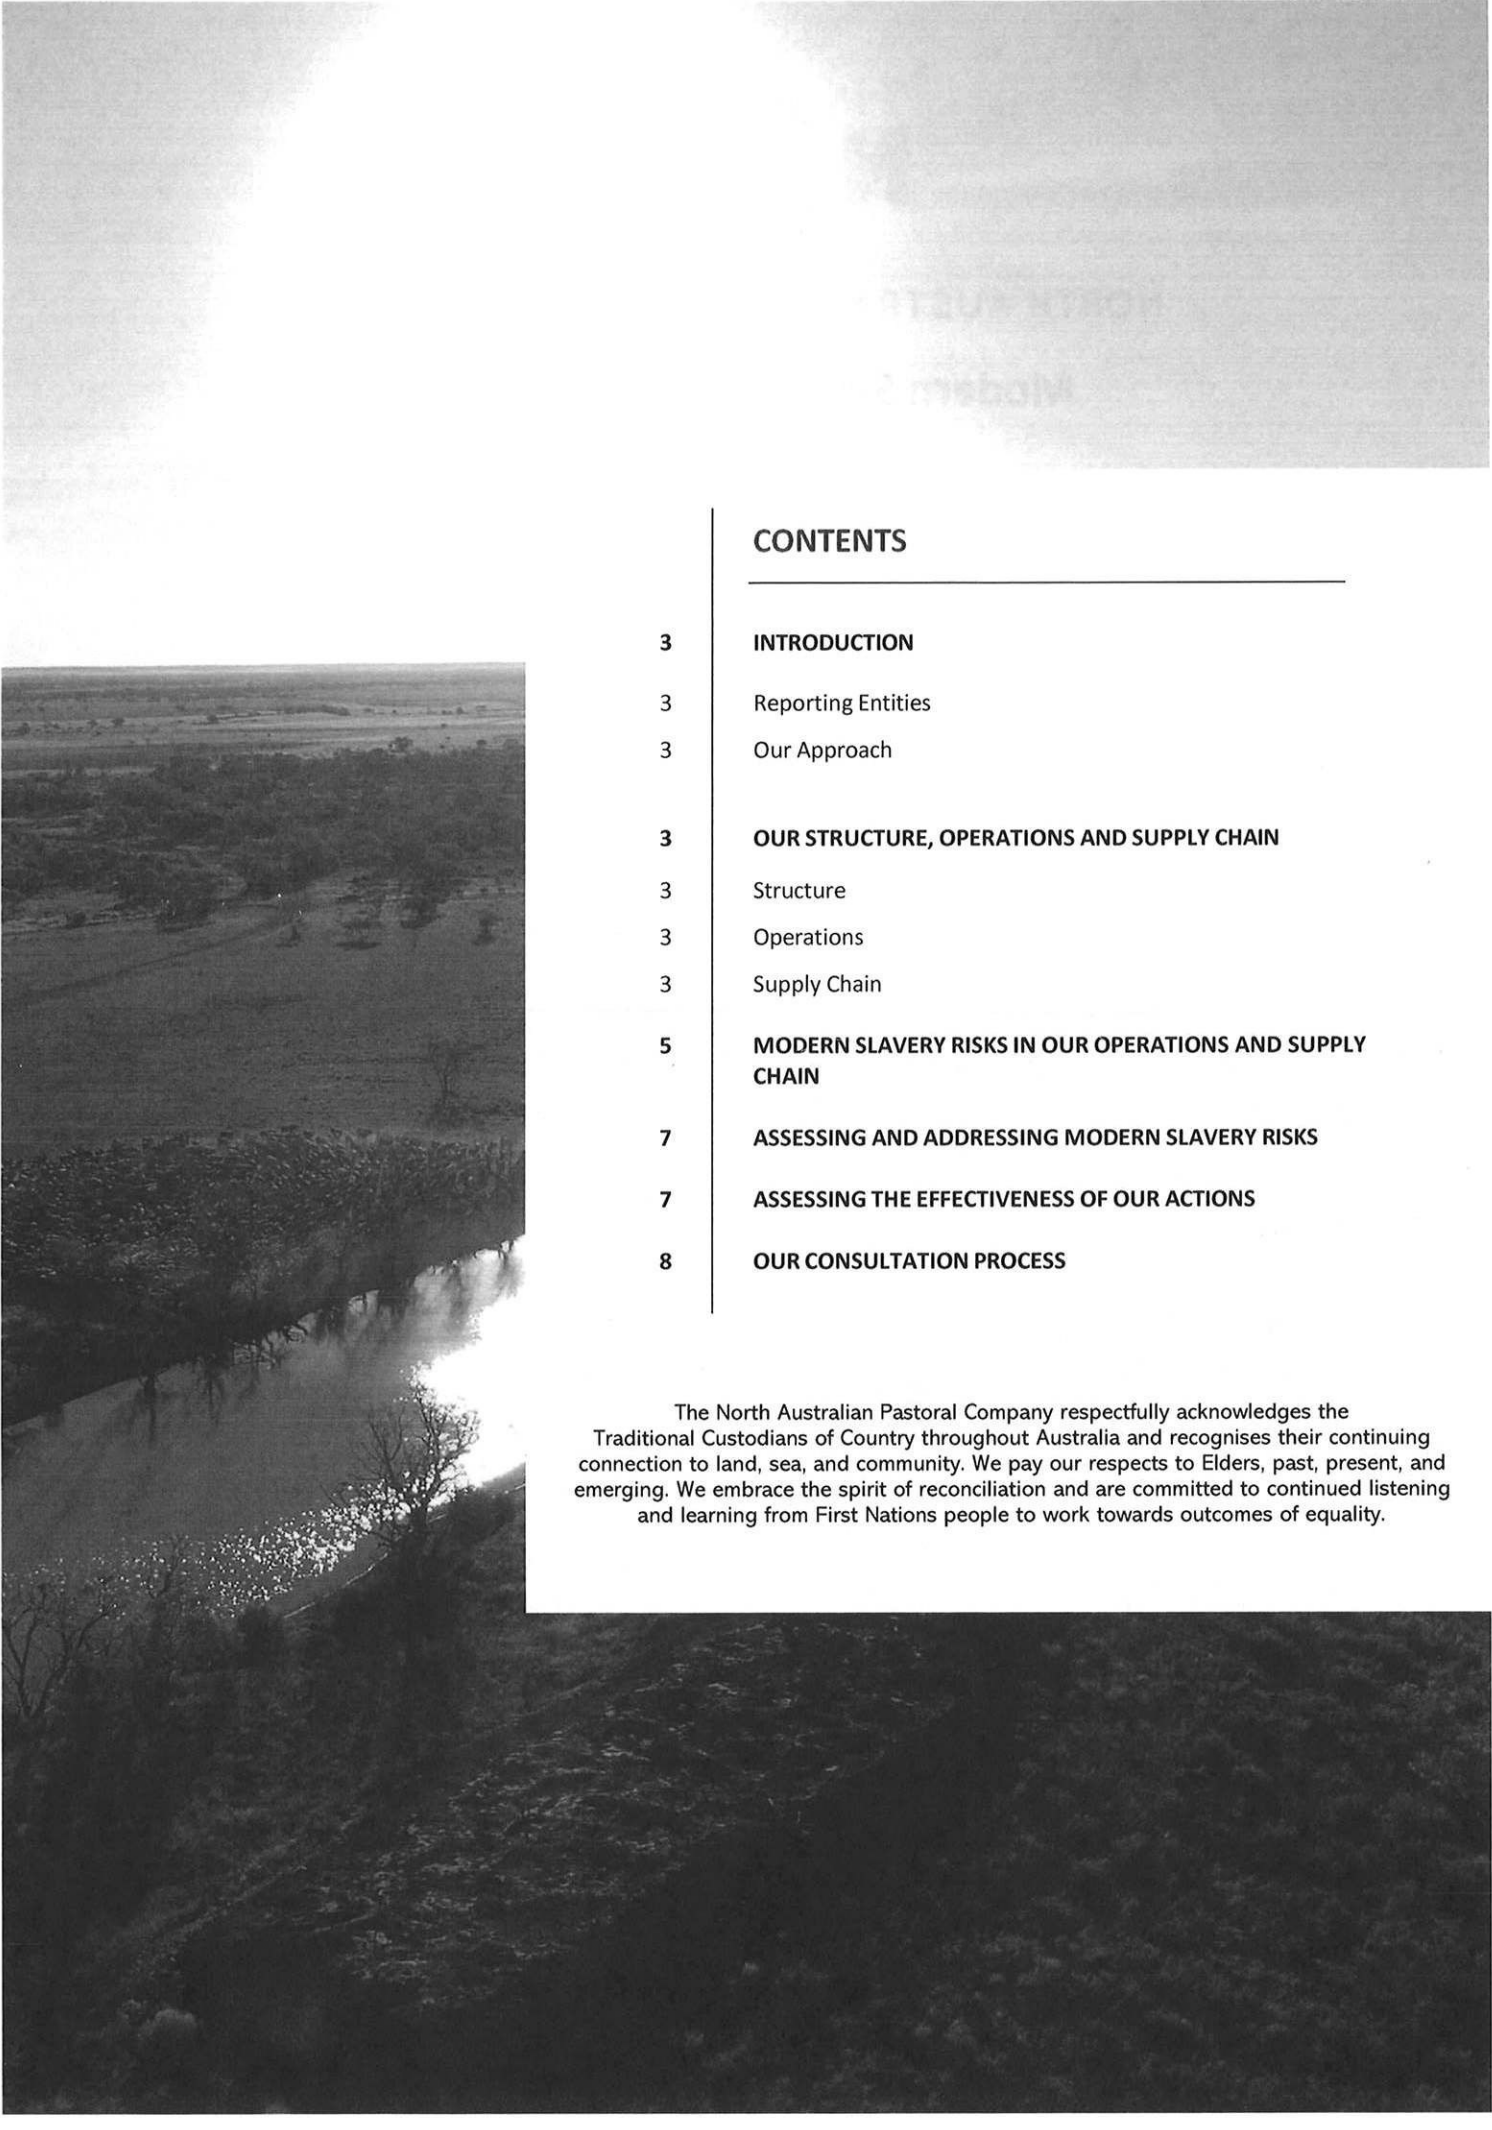 CONTENTS
3 INTRODUCTION
3 Reporting Entities
3 Our Approach
3 OUR STRUCTURE, OPERATIONS AND SUPPLY CHAIN
3 Structure
3 Operations
3 Supply Chain
5 MODERN SLAVERY RISKS IN OUR OPERATIONS AND SUPPLY
CHAIN
7 ASSESSING AND ADDRESSING MODERN SLAVERY RISKS
7 ASSESSING THE EFFECTIVENESS OF OUR ACTIONS
8 OUR CONSULTATION PROCESS
The North Australian Pastoral Company respectfully acknowledges the
Traditional Custodians of Country throughout Australia and recognises their continuing
connection to land, sea, and community. We pay our respects to Elders, past, present, and
emerging. We embrace the spirit of reconciliation and are committed to continued listening
and learning from First Nations people to work towards outcomes of equality.